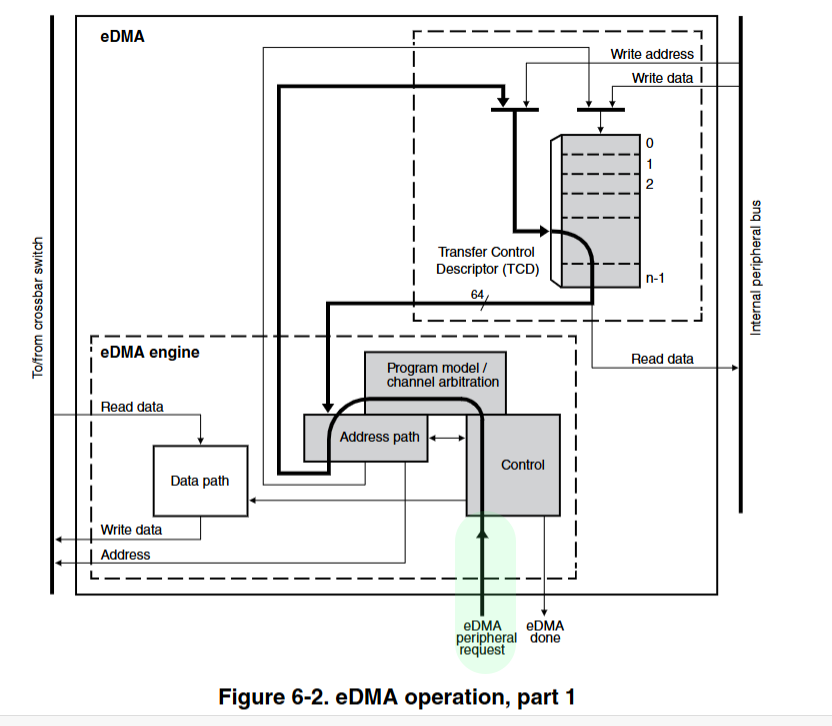 eDMA
Write address
Write data
0
1
2
n-1
Transfer Control
Descriptor (TCD)
64
To/from crossbar switch
Internal peripheral bus
eDMA engine
Program model /
channel arbitration
Read data
Read data
Address path
Control
Data path
Write data
Address
eDMA
peripheral
request
eDMA
done
Figure 6-2. eDMA operation, part 1